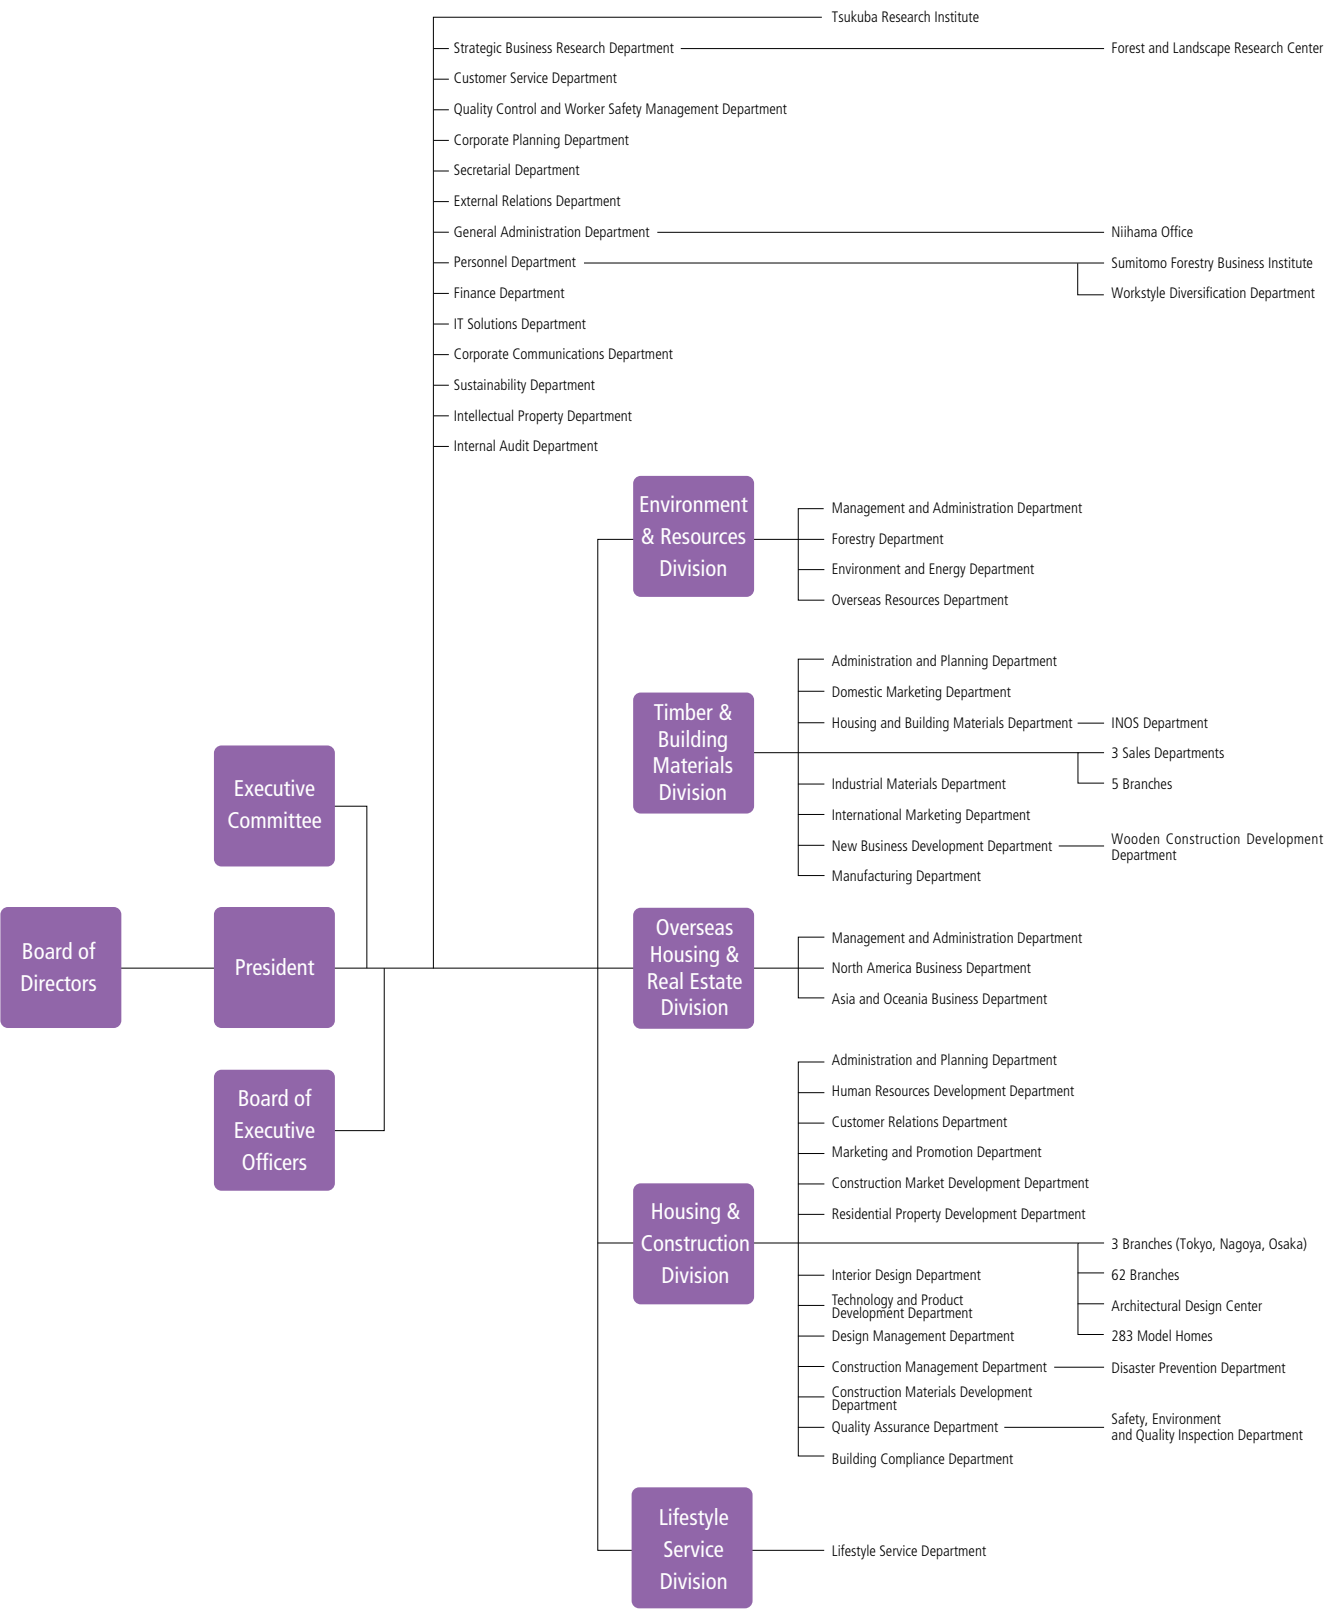 Tsukuba Research Institute
Strategic Business Research Department
Forest and Landscape Research Center
Customer Service Department
Quality Control and Worker Safety Management Department
Corporate Planning Department
Secretarial Department
External Relations Department
General Administration Department
Niihama Office
Personnel Department
Sumitomo Forestry Business Institute
Finance Department
Workstyle Diversification Department
IT Solutions Department
Corporate Communications Department
Sustainability Department
Intellectual Property Department
Internal Audit Department
Environment
& Resources
Division
Management and Administration Department
Forestry Department
Environment and Energy Department
Overseas Resources Department
Timber &
Building
Materials
Division
Administration and Planning Department
Domestic Marketing Department
Housing and Building Materials Department
INOS Department
3 Sales Departments
5 Branches
Industrial Materials Department
International Marketing Department
New Business Development Department
Wooden Construction Development
Department
Manufacturing Department
Executive
Committee
Board of
Directors
President
Board of
Executive
Officers
Overseas
Housing &
Real Estate
Division
Management and Administration Department
North America Business Department
Asia and Oceania Business Department
Housing &
Construction
Division
Administration and Planning Department
Human Resources Development Department
Customer Relations Department
Marketing and Promotion Department
Construction Market Development Department
Residential Property Development Department
3 Branches (Tokyo, Nagoya, Osaka)
62 Branches
Architectural Design Center
283 Model Homes
Interior Design Department
Technology and Product
Development Department
Design Management Department
Construction Management Department
Disaster Prevention Department
Construction Materials Development
Department
Quality Assurance Department
Safety, Environment
and Quality Inspection Department
Building Compliance Department
Lifestyle
Service
Division
Lifestyle Service Department